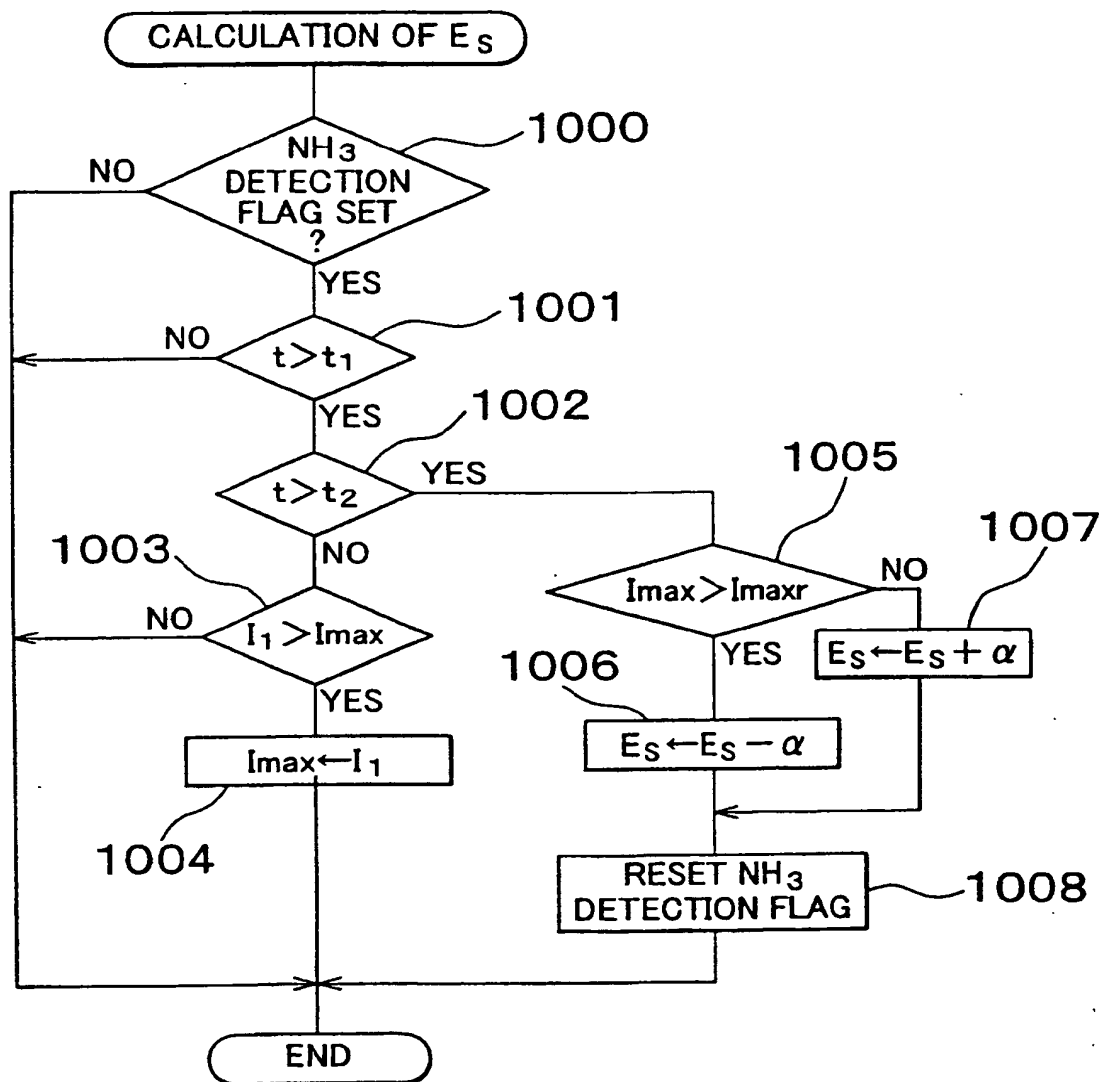 CALCULATION OF Es
1000
NH3
DETECTION
FLAG SET
?
NO
YES
1001
t>t1
NO
YES
1002
t>t2
YES
NO
1003
I1>Imax
NO
YES
Imax←I1
1004
1005
Imax>Imaxr
NO
YES
1007
Es←Es+α
1006
Es←Es−α
RESET NH3
DETECTION FLAG
1008
END